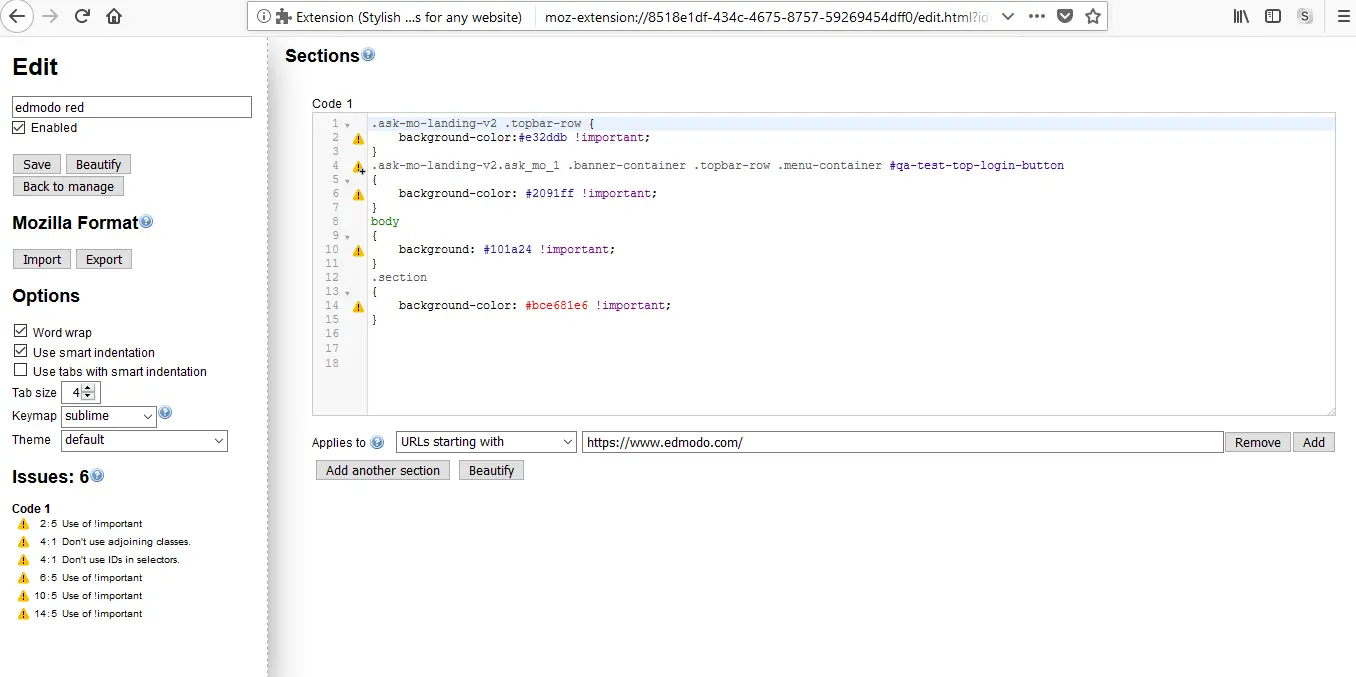 Extension (Stylish ...s for any website) moz-extension://8518e1df-434c-4675-8757-59269454dff0/edit.html?id
S
Edit
edmodo red
Enabled
Save Beautify
Back to manage
Mozilla Format
Import Export
Options
Word wrap
Use smart indentation
Use tabs with smart indentation
Tab size 4
Keymap sublime
Theme default
Issues: 6
Code 1
2:5 Use of !important
4:1 Don't use adjoining classes.
4:1 Don't use IDs in selectors.
6:5 Use of !important
10:5 Use of !important
14:5 Use of !important
Sections
Code 1
1 .ask-mo-landing-v2 .topbar-row {
2 background-color:#e32ddb !important;
3 }
4 .ask-mo-landing-v2.ask_mo_1 .banner-container .topbar-row .menu-container #qa-test-top-login-button
5 {
6 background-color: #2091ff !important;
7 }
8 body
9 {
10 background: #101a24 !important;
11 }
12 .section
13 {
14 background-color: #bce681e6 !important;
15 }
16
17
18
Applies to URLs starting with https://www.edmodo.com/ Remove Add
Add another section Beautify